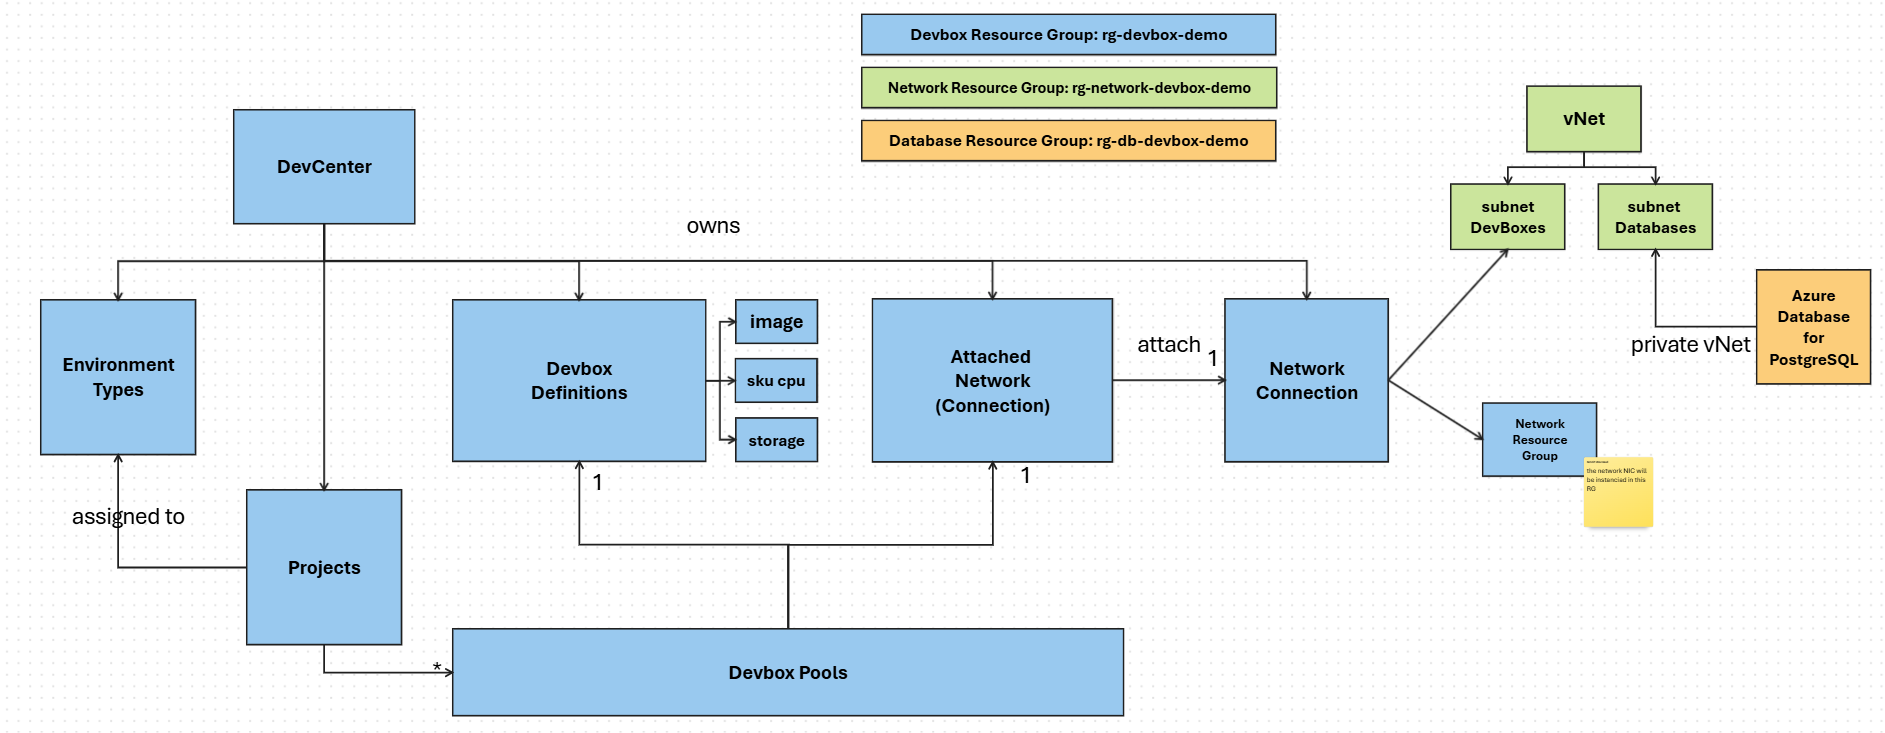 Devbox Resource Group: rg-devbox-demo
Network Resource Group: rg-network-devbox-demo
Database Resource Group: rg-db-devbox-demo
vNet
DevCenter
subnet
DevBoxes
subnet
Databases
owns
Azure
Database
for
PostgreSQL
private vNet
Environment
Types
Devbox
Definitions
image
sku cpu
storage
Attached
Network
(Connection)
attach
1
Network
Connection
Network
Resource
Group
the network NIC will
be instencied in this
RG
1
1
assigned to
Projects
*
Devbox Pools